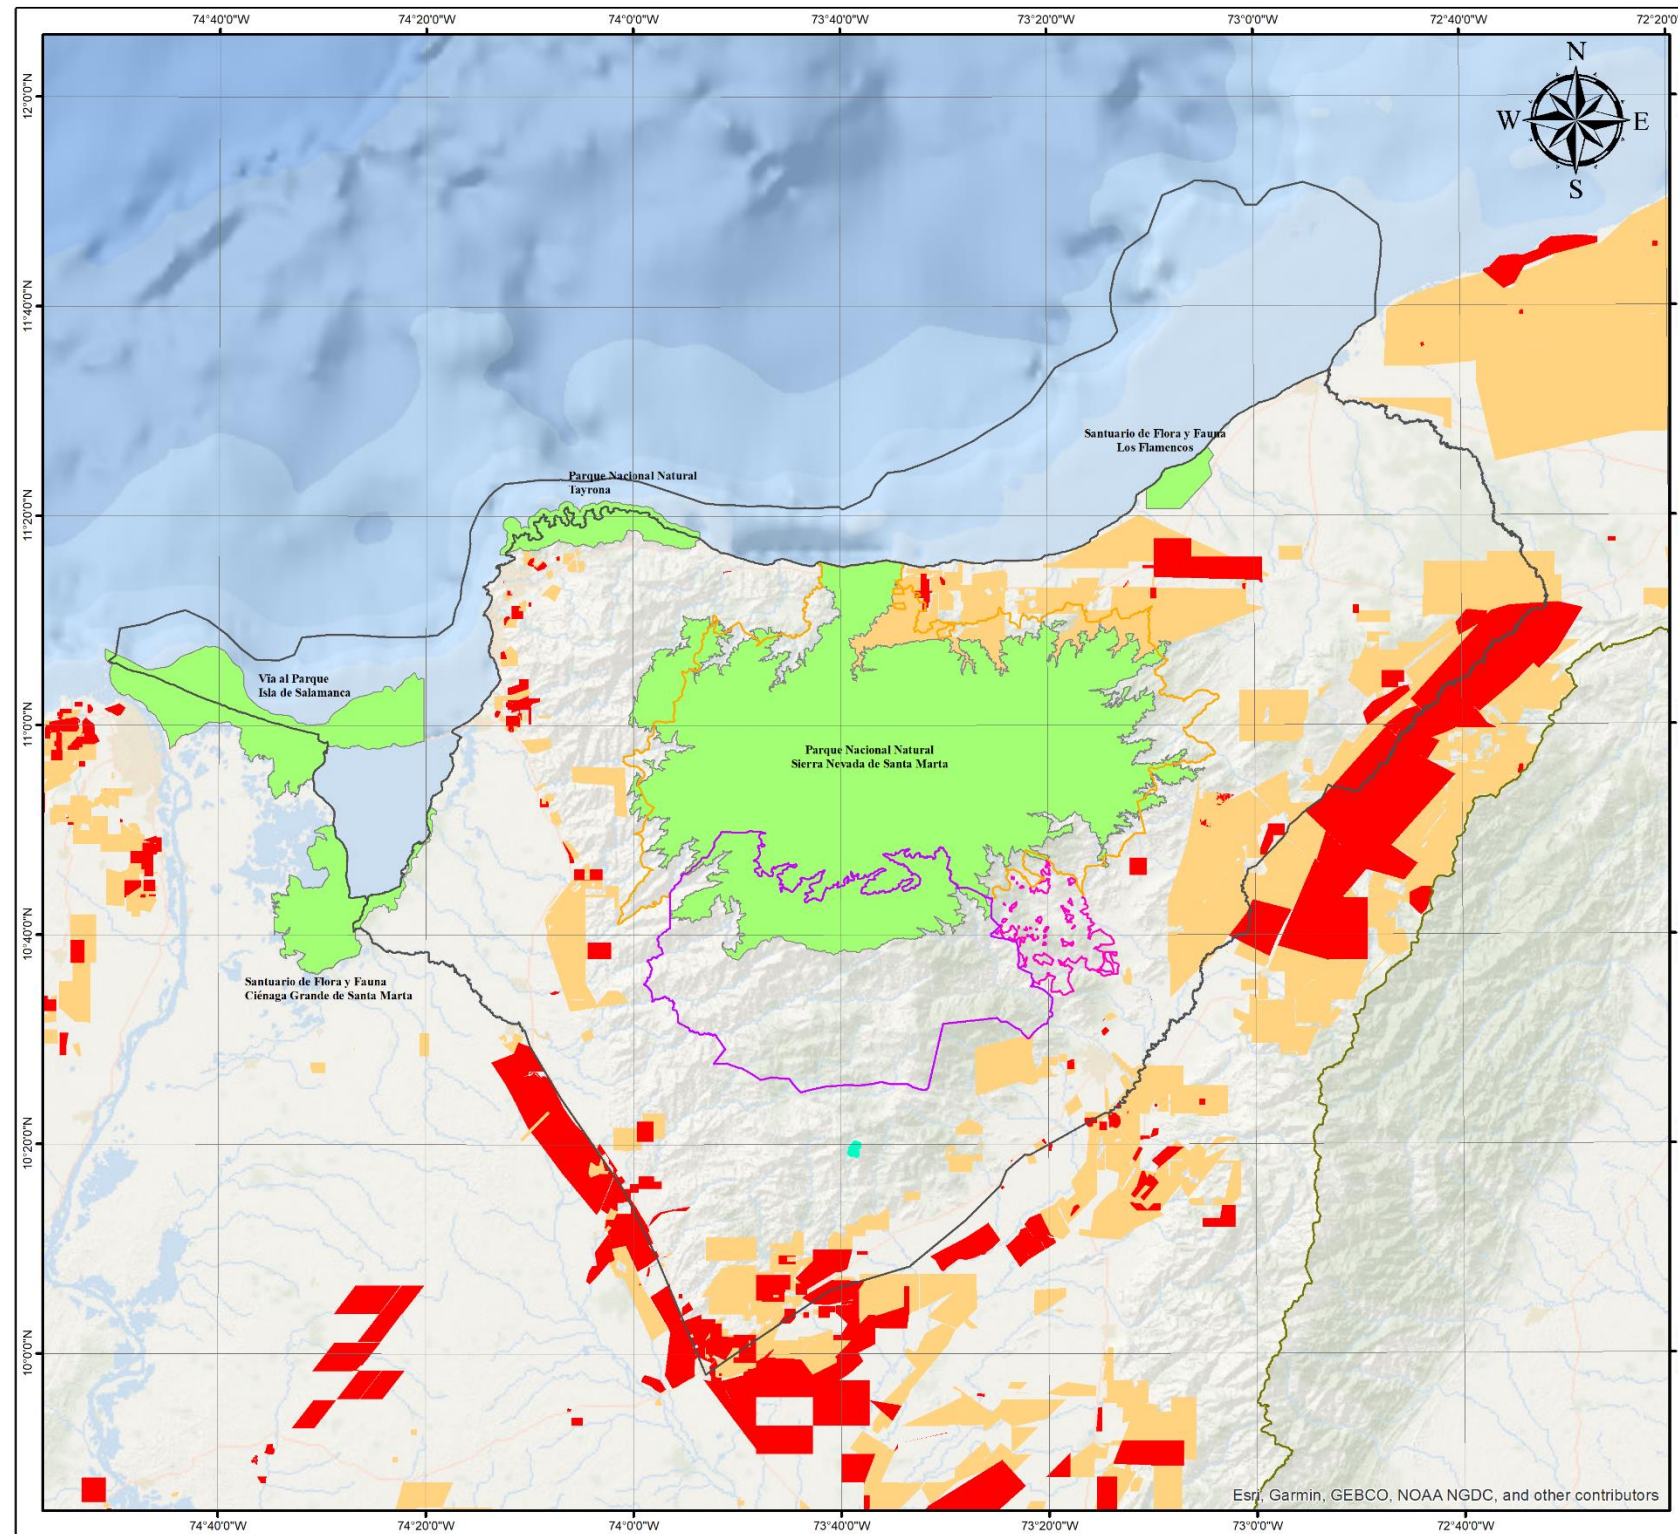 74°40'0"W
74°20'0"W
74°0'0"W
73°40'0"W
73°20'0"W
73°0'0"W
72°40'0"W
72°20'0"W
N
W
E
S
12°0'0"N
11°40'0"N
11°20'0"N
11°0'0"N
10°40'0"N
10°20'0"N
10°0'0"N
Santuario de Flora y Fauna
Los Flamencos
Parque Nacional Natural
Tayrona
Vía al Parque
Isla de Salamanca
Parque Nacional Natural
Sierra Nevada de Santa Marta
Santuario de Flora y Fauna
Ciénaga Grande de Santa Marta
Esri, Garmin, GEBCO, NOAA NGDC, and other contributors
74°40'0"W
74°20'0"W
74°0'0"W
73°40'0"W
73°20'0"W
73°0'0"W
72°40'0"W